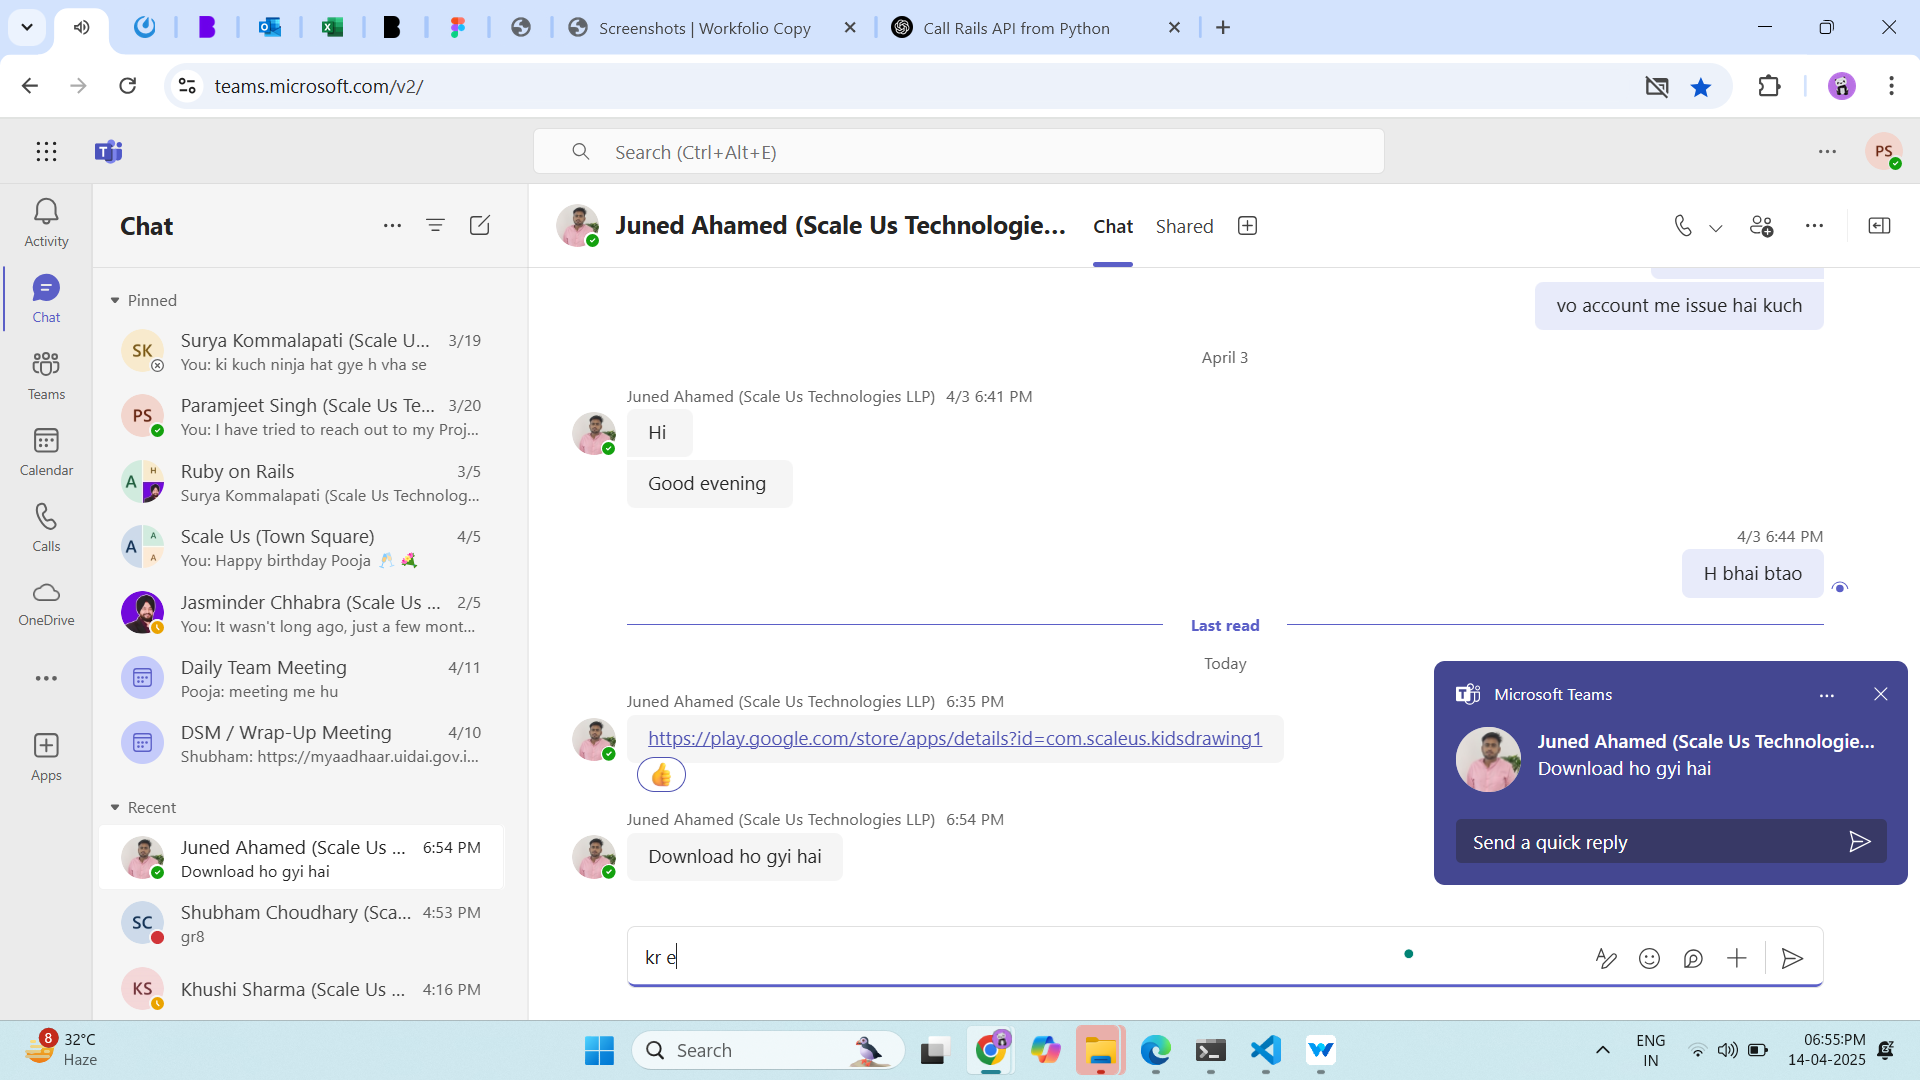 Screenshots | Workfolio Copy
Call Rails API from Python
teams.microsoft.com/v2/
Search (Ctrl+Alt+E)
PS
Activity
Chat
Teams
Calendar
Calls
OneDrive
Apps
Chat
Pinned
SK
Surya Kommalapati (Scale U... 3/19
You: ki kuch ninja hat gye h vha se
PS
Paramjeet Singh (Scale Us Te... 3/20
You: I have tried to reach out to my Proj...
A H
Ruby on Rails 3/5
Surya Kommalapati (Scale Us Technolog...
A A A
Scale Us (Town Square) 4/5
You: Happy birthday Pooja 🥂 💐
Jasminder Chhabra (Scale Us ... 2/5
You: It wasn't long ago, just a few mont...
Daily Team Meeting 4/11
Pooja: meeting me hu
DSM / Wrap-Up Meeting 4/10
Shubham: https://myaadhaar.uidai.gov.i...
Recent
Juned Ahamed (Scale Us ... 6:54 PM
Download ho gyi hai
SC
Shubham Choudhary (Sca... 4:53 PM
gr8
KS
Khushi Sharma (Scale Us ... 4:16 PM
Juned Ahamed (Scale Us Technologie... Chat Shared
vo account me issue hai kuch
April 3
Juned Ahamed (Scale Us Technologies LLP) 4/3 6:41 PM
Hi
Good evening
4/3 6:44 PM
H bhai btao
Last read
Today
Juned Ahamed (Scale Us Technologies LLP) 6:35 PM
https://play.google.com/store/apps/details?id=com.scaleus.kidsdrawing1
👍
Juned Ahamed (Scale Us Technologies LLP) 6:54 PM
Download ho gyi hai
kr e
Microsoft Teams
Juned Ahamed (Scale Us Technologie...
Download ho gyi hai
Send a quick reply
8
32°C
Haze
Search
ENG
IN
06:55:PM
14-04-2025